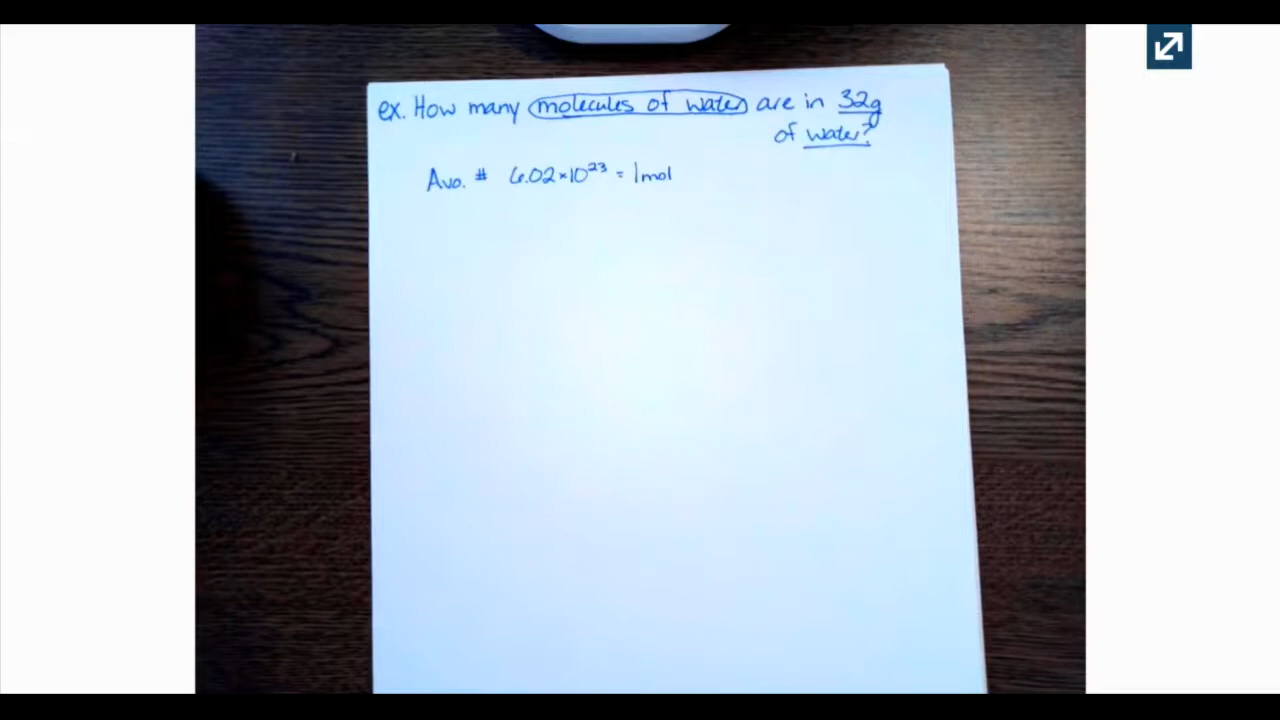 ex. How many molecules of water are in 32g
of water?
Avo. # 6.02×10²³ = 1mol